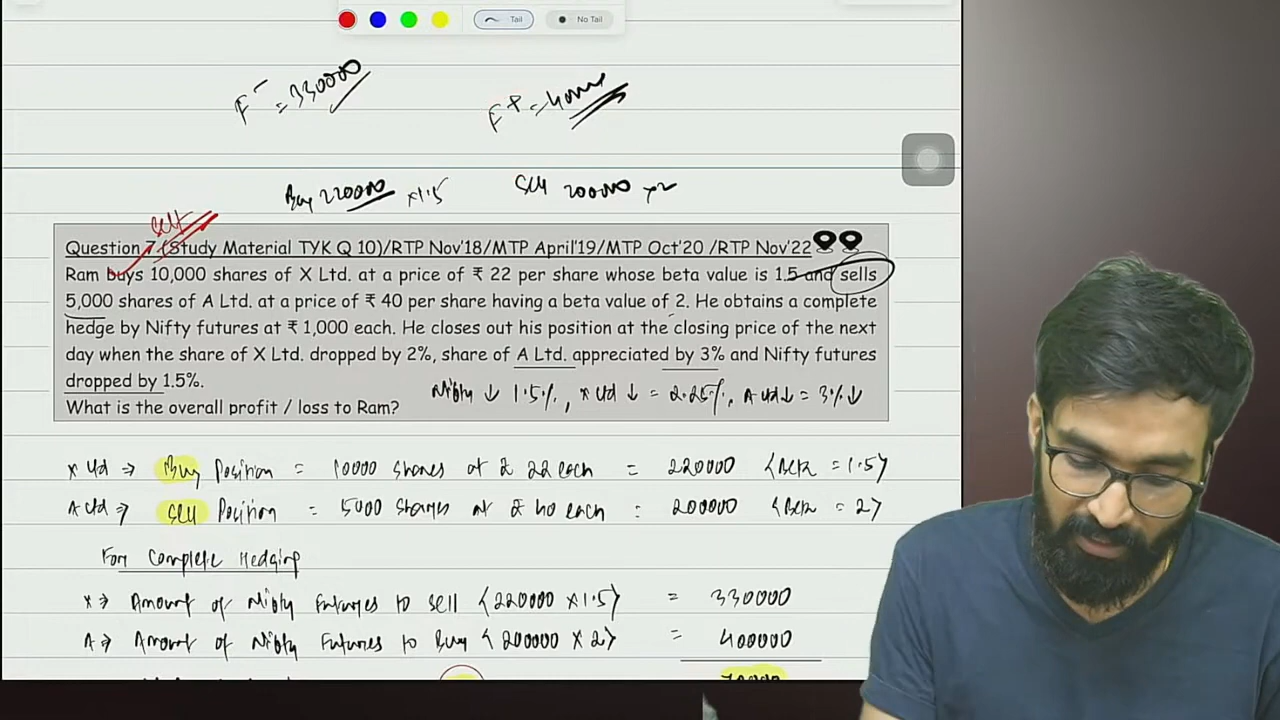 Tail No Tail
F⁻ = 330000
F⁺ =
Buy 220000 ×1.5
Sell 200000 ×2
Sell
Question 7 (Study Material TYK Q 10)/RTP Nov'18/MTP April'19/MTP Oct'20 /RTP Nov'22
Ram buys 10,000 shares of X Ltd. at a price of ₹ 22 per share whose beta value is 1.5 and sells
5,000 shares of A Ltd. at a price of ₹ 40 per share having a beta value of 2. He obtains a complete
hedge by Nifty futures at ₹ 1,000 each. He closes out his position at the closing price of the next
day when the share of X Ltd. dropped by 2%, share of A Ltd. appreciated by 3% and Nifty futures
dropped by 1.5%.
Nifty ↓ 1.5%, X Ltd ↓ = 2.25%, A Ltd ↓ = 3% ↓
What is the overall profit / loss to Ram?
X Ltd ⇒ Buy Position = 10000 shares at ₹ 22 each = 220000 {Beta = 1.5}
A Ltd ⇒ Sell Position = 5000 Shares at ₹ 40 each = 200000 {Beta = 2}
For Complete Hedging
X ⇒ Amount of Nifty Futures to Sell {220000 × 1.5} = 330000
A ⇒ Amount of Nifty Futures to Buy {200000 × 2} = 400000